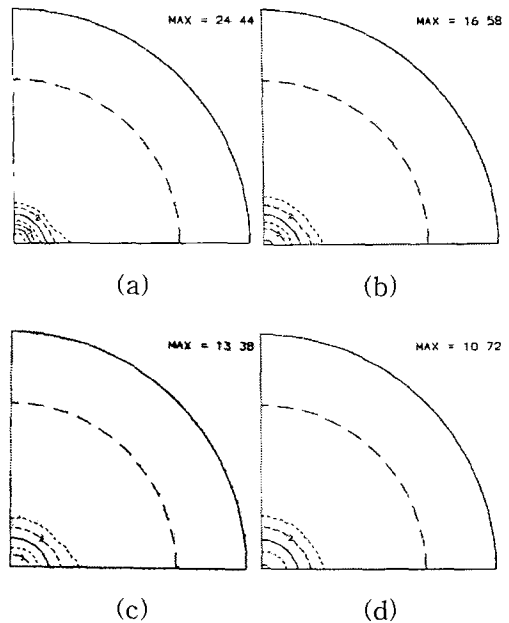 MAX = 24 44
MAX = 16 58
(a)
(b)
MAX = 13 38
MAX = 10 72
(c)
(d)